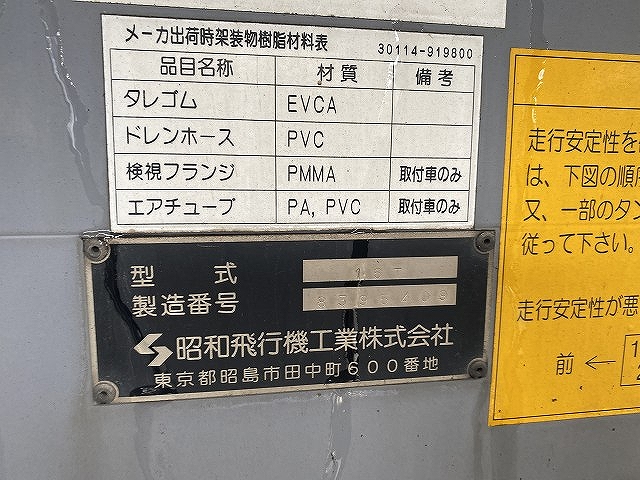 メーカ出荷時架装物樹脂材料表
30114-919800
品目名称 材質 備考
タレゴム EVCA
ドレンホース PVC
検視フランジ PMMA 取付車のみ
エアチューブ PA, PVC 取付車のみ
型式 16-
製造番号
昭和飛行機工業株式会社
東京都昭島市田中町600番地
走行安定性を
は、下図の順
又、一部のタン
従って下さい。
走行安定性が悪
前 ← 1